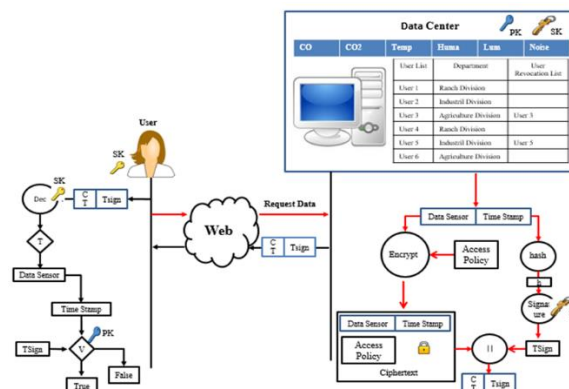 Data Center
PK
SK
CO
CO2
Temp
Huma
Lum
Noise
User List
Department
User
Revocation List
User 1
Ranch Division
User 2
Industril Division
User 3
Agriculture Division
User 3
User 4
Ranch Division
User 5
Industril Division
User 5
User 6
Agriculture Division
User
SK
SK
Dec
C
T
Tsign
Request Data
Web
C
T
Tsign
T
Data Sensor
Time Stamp
TSign
V
PK
True
False
Data Sensor
Time Stamp
Encrypt
Access
Policy
hash
h
Signat
ure
Data Sensor
Time Stamp
Access
Policy
Ciphertext
||
TSign
C
T
Tsign